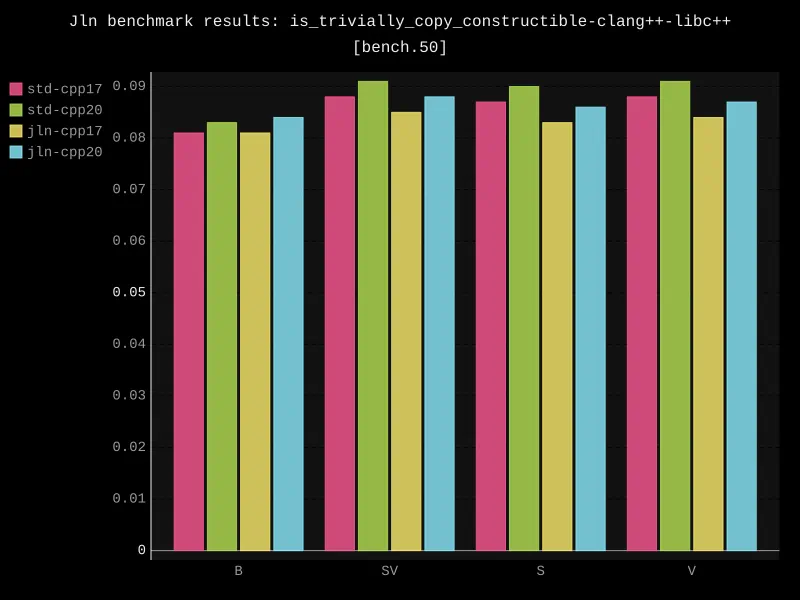 Jln benchmark results: is_trivially_copy_constructible-clang++-libc++
[bench.50]
std-cpp17
std-cpp20
jln-cpp17
jln-cpp20
0.09
0.08
0.07
0.06
0.05
0.04
0.03
0.02
0.01
0
B SV S V